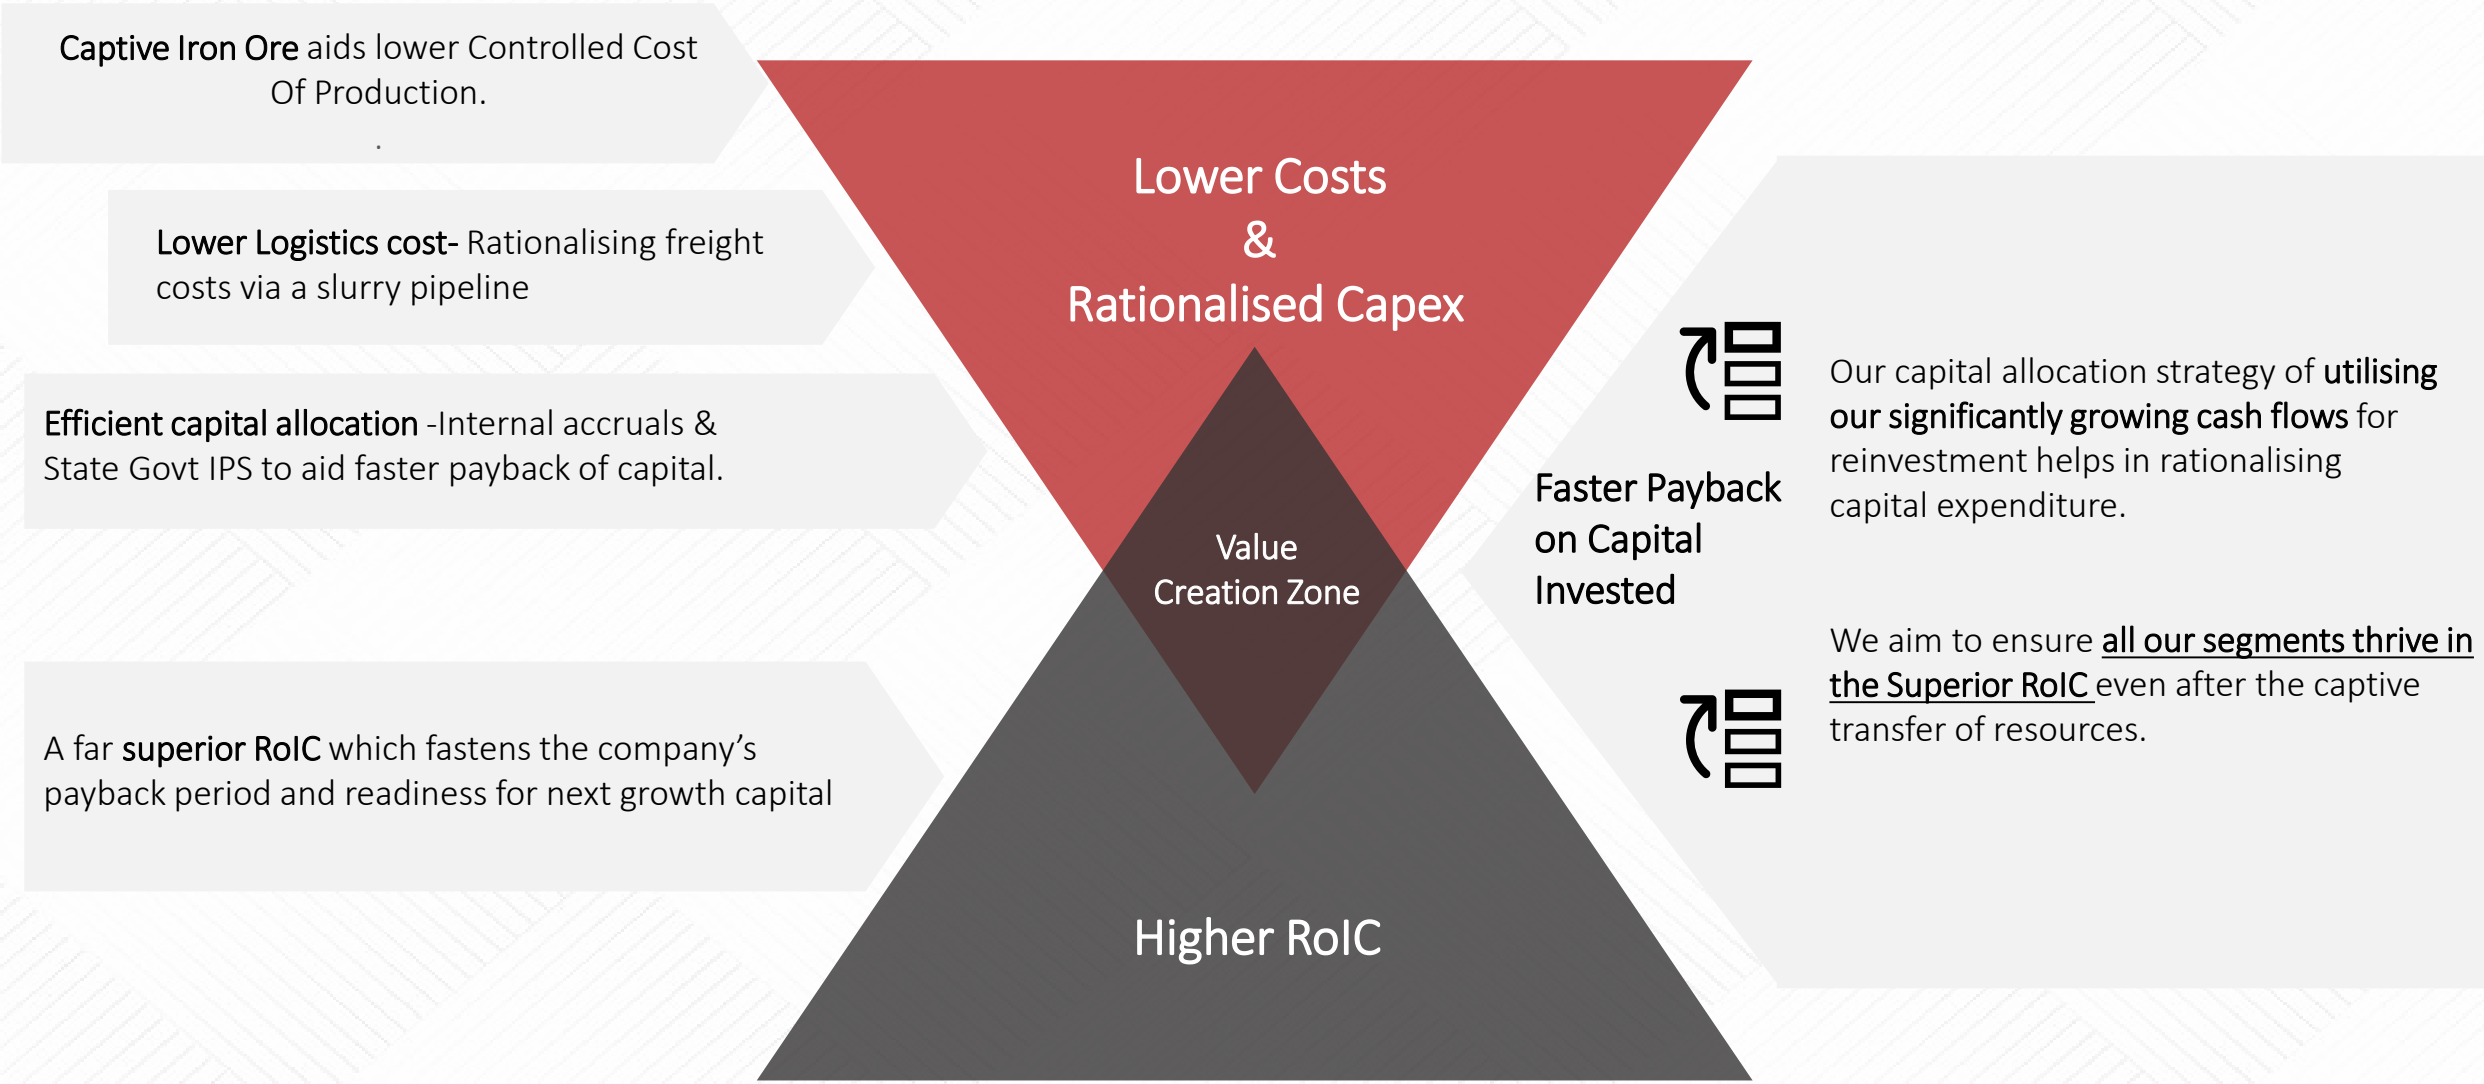 Captive Iron Ore aids lower Controlled Cost
Of Production.
.
Lower Logistics cost- Rationalising freight
costs via a slurry pipeline
Efficient capital allocation -Internal accruals &
State Govt IPS to aid faster payback of capital.
A far superior RoIC which fastens the company’s
payback period and readiness for next growth capital
Lower Costs
&
Rationalised Capex
Value
Creation Zone
Higher RoIC
Faster Payback
on Capital
Invested
Our capital allocation strategy of utilising
our significantly growing cash flows for
reinvestment helps in rationalising
capital expenditure.
We aim to ensure all our segments thrive in
the Superior RoIC even after the captive
transfer of resources.